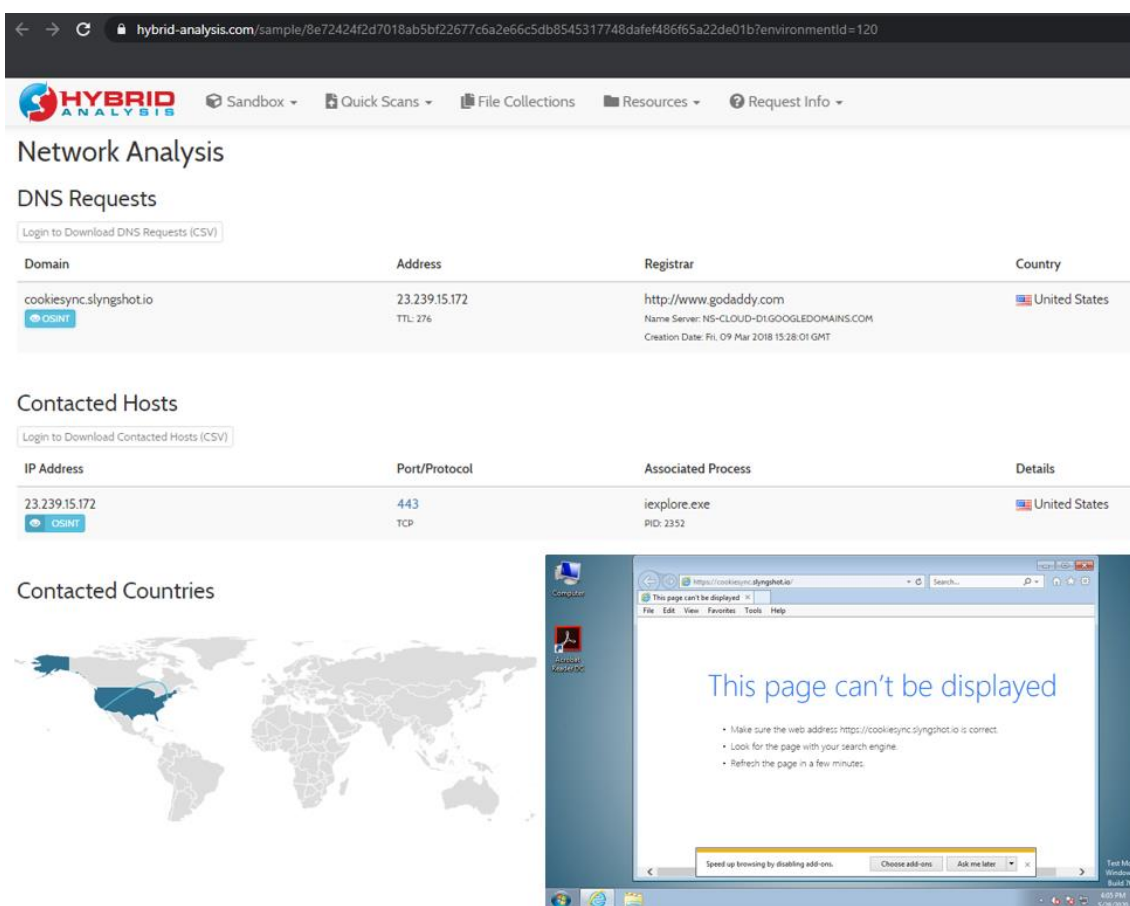 hybrid-analysis.com/sample/8e72424f2d7018ab5bf22677c6a2e66c5db8545317748dafef486f65a22de01b?environmentId=120
HYBRID
ANALYSIS
Sandbox
Quick Scans
File Collections
Resources
Request Info
Network Analysis
DNS Requests
Login to Download DNS Requests (CSV)
Domain Address Registrar Country
cookiesync.slyngshot.io 23.239.15.172 http://www.godaddy.com United States
OSINT TTL: 276 Name Server: NS-CLOUD-D1.GOOGLEDOMAINS.COM
Creation Date: Fri, 09 Mar 2018 15:28:01 GMT
Contacted Hosts
Login to Download Contacted Hosts (CSV)
IP Address Port/Protocol Associated Process Details
23.239.15.172 443 iexplore.exe United States
OSINT TCP PID: 2352
Contacted Countries
Computer
Acrobat
Reader DC
https://cookiesync.slyngshot.io/
Search...
This page can't be displayed
File Edit View Favorites Tools Help
This page can't be displayed
• Make sure the web address https://cookiesync.slyngshot.io is correct.
• Look for the page with your search engine.
• Refresh the page in a few minutes.
Speed up browsing by disabling add-ons. Choose add-ons Ask me later
Test
Window
Build
4:05 PM